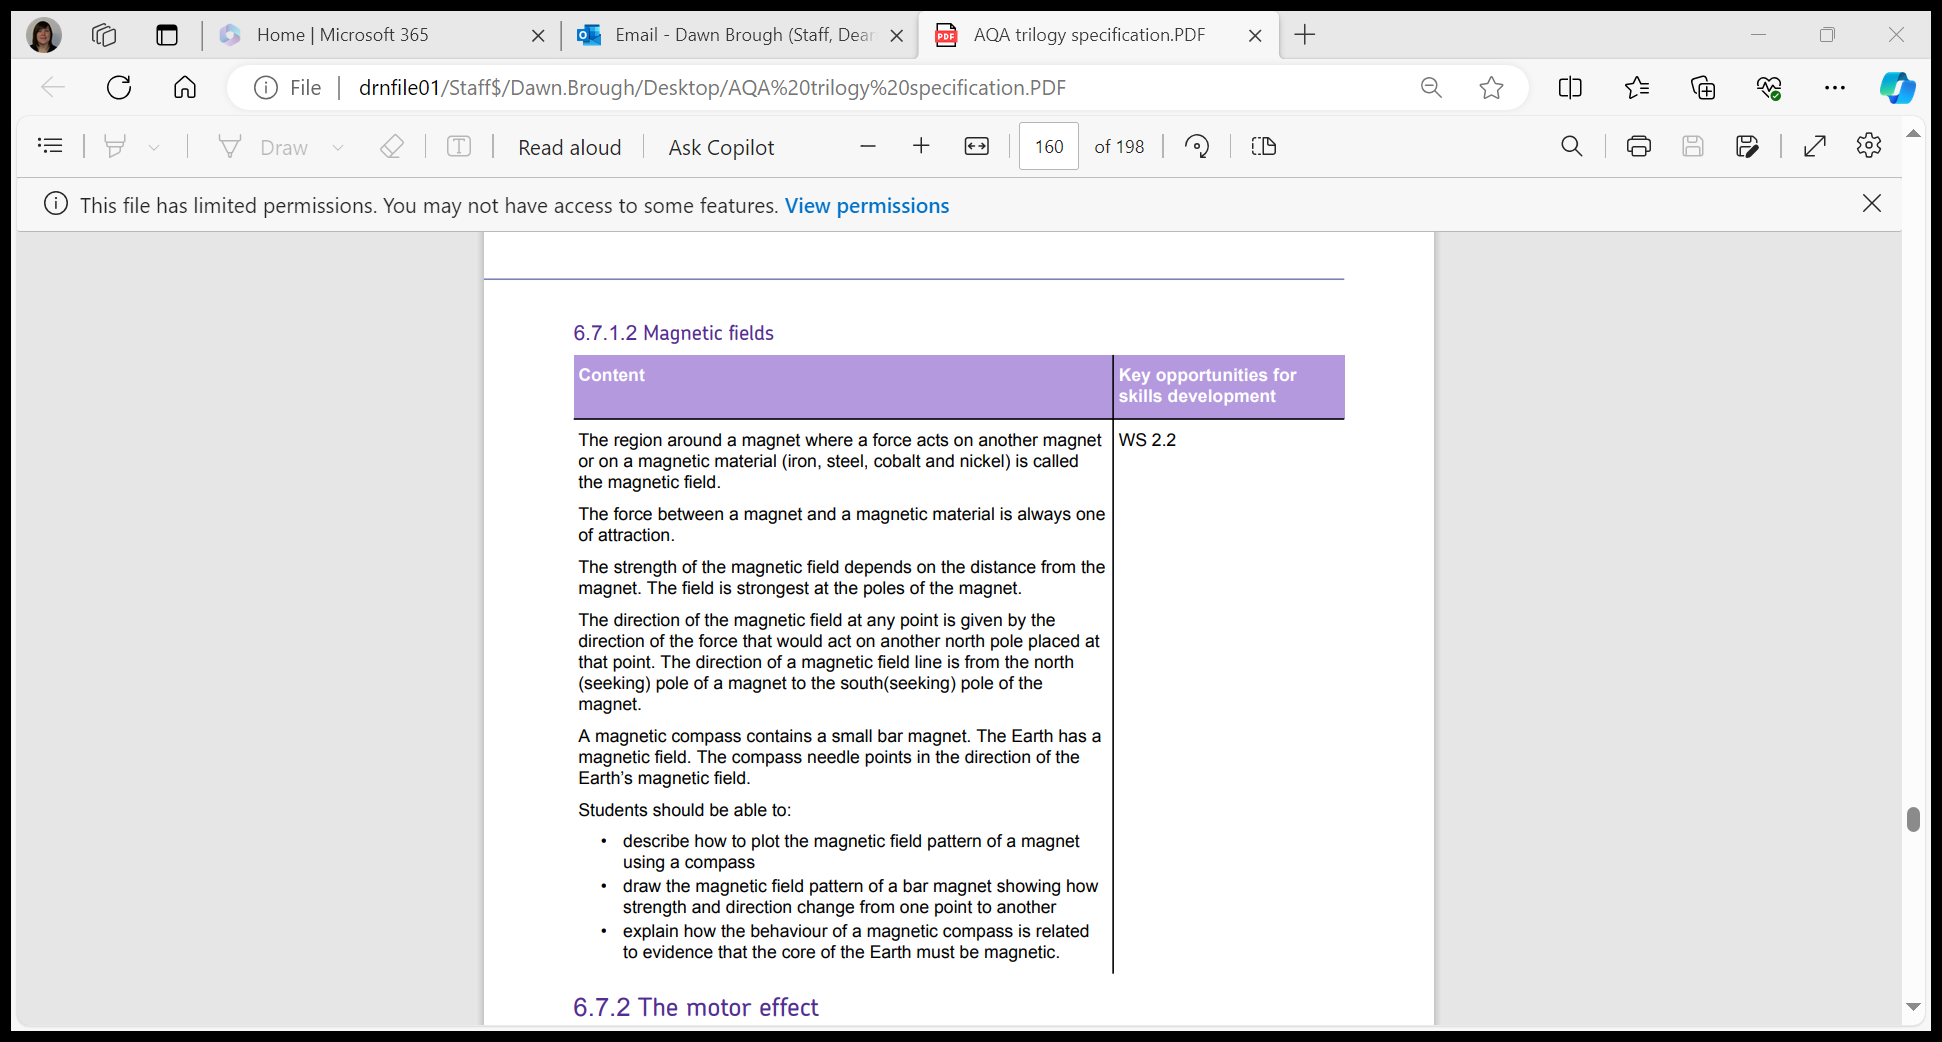 Home | Microsoft 365
Email - Dawn Brough (Staff, Dean
AQA trilogy specification.PDF
File
drnfile01/Staff$/Dawn.Brough/Desktop/AQA%20trilogy%20specification.PDF
Draw
Read aloud
Ask Copilot
160 of 198
This file has limited permissions. You may not have access to some features. View permissions
6.7.1.2 Magnetic fields
Content
Key opportunities for
skills development
The region around a magnet where a force acts on another magnet
or on a magnetic material (iron, steel, cobalt and nickel) is called
the magnetic field.
WS 2.2
The force between a magnet and a magnetic material is always one
of attraction.
The strength of the magnetic field depends on the distance from the
magnet. The field is strongest at the poles of the magnet.
The direction of the magnetic field at any point is given by the
direction of the force that would act on another north pole placed at
that point. The direction of a magnetic field line is from the north
(seeking) pole of a magnet to the south(seeking) pole of the
magnet.
A magnetic compass contains a small bar magnet. The Earth has a
magnetic field. The compass needle points in the direction of the
Earth's magnetic field.
Students should be able to:
• describe how to plot the magnetic field pattern of a magnet
using a compass
• draw the magnetic field pattern of a bar magnet showing how
strength and direction change from one point to another
• explain how the behaviour of a magnetic compass is related
to evidence that the core of the Earth must be magnetic.
6.7.2 The motor effect